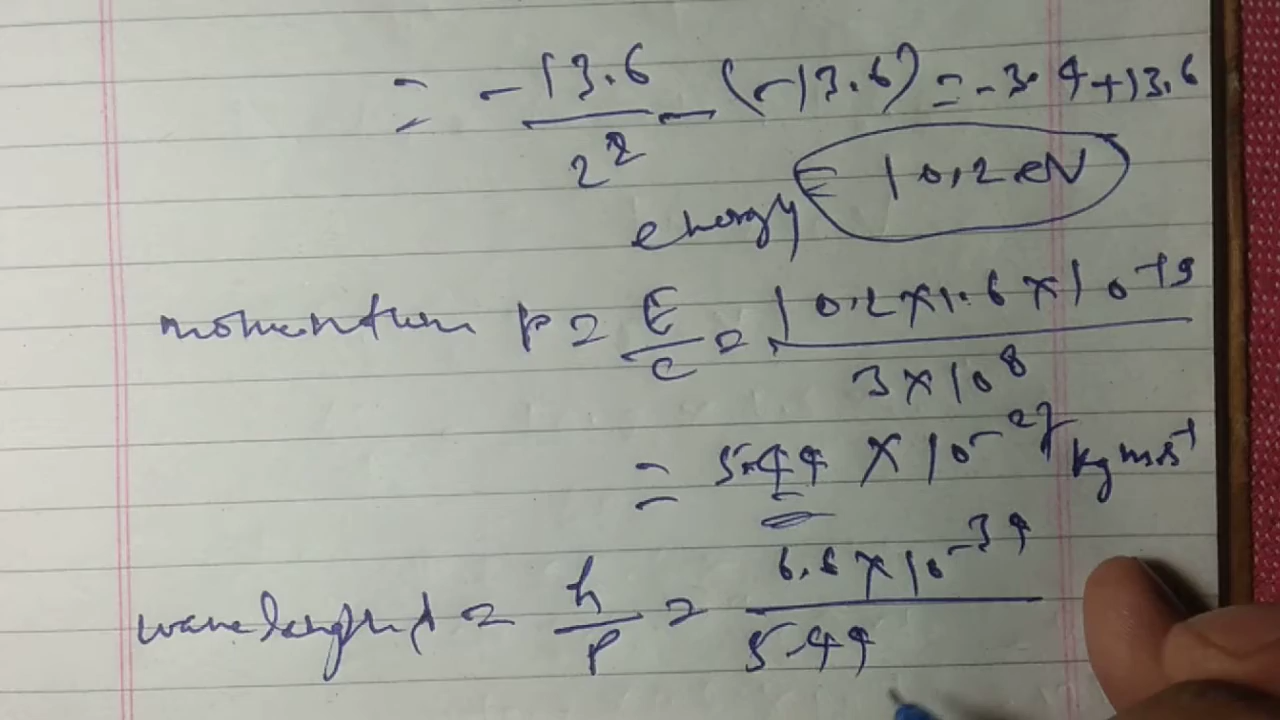 = -13.6/2² - (-13.6) = -3.4+13.6
energy E 10.2 eV
momentum p = E/c = 10.2×1.6×10⁻¹⁹/3×10⁸
= 5.44 × 10⁻²⁷ kg ms⁻¹
wavelength λ = h/p = 6.6×10⁻³⁴/5.44